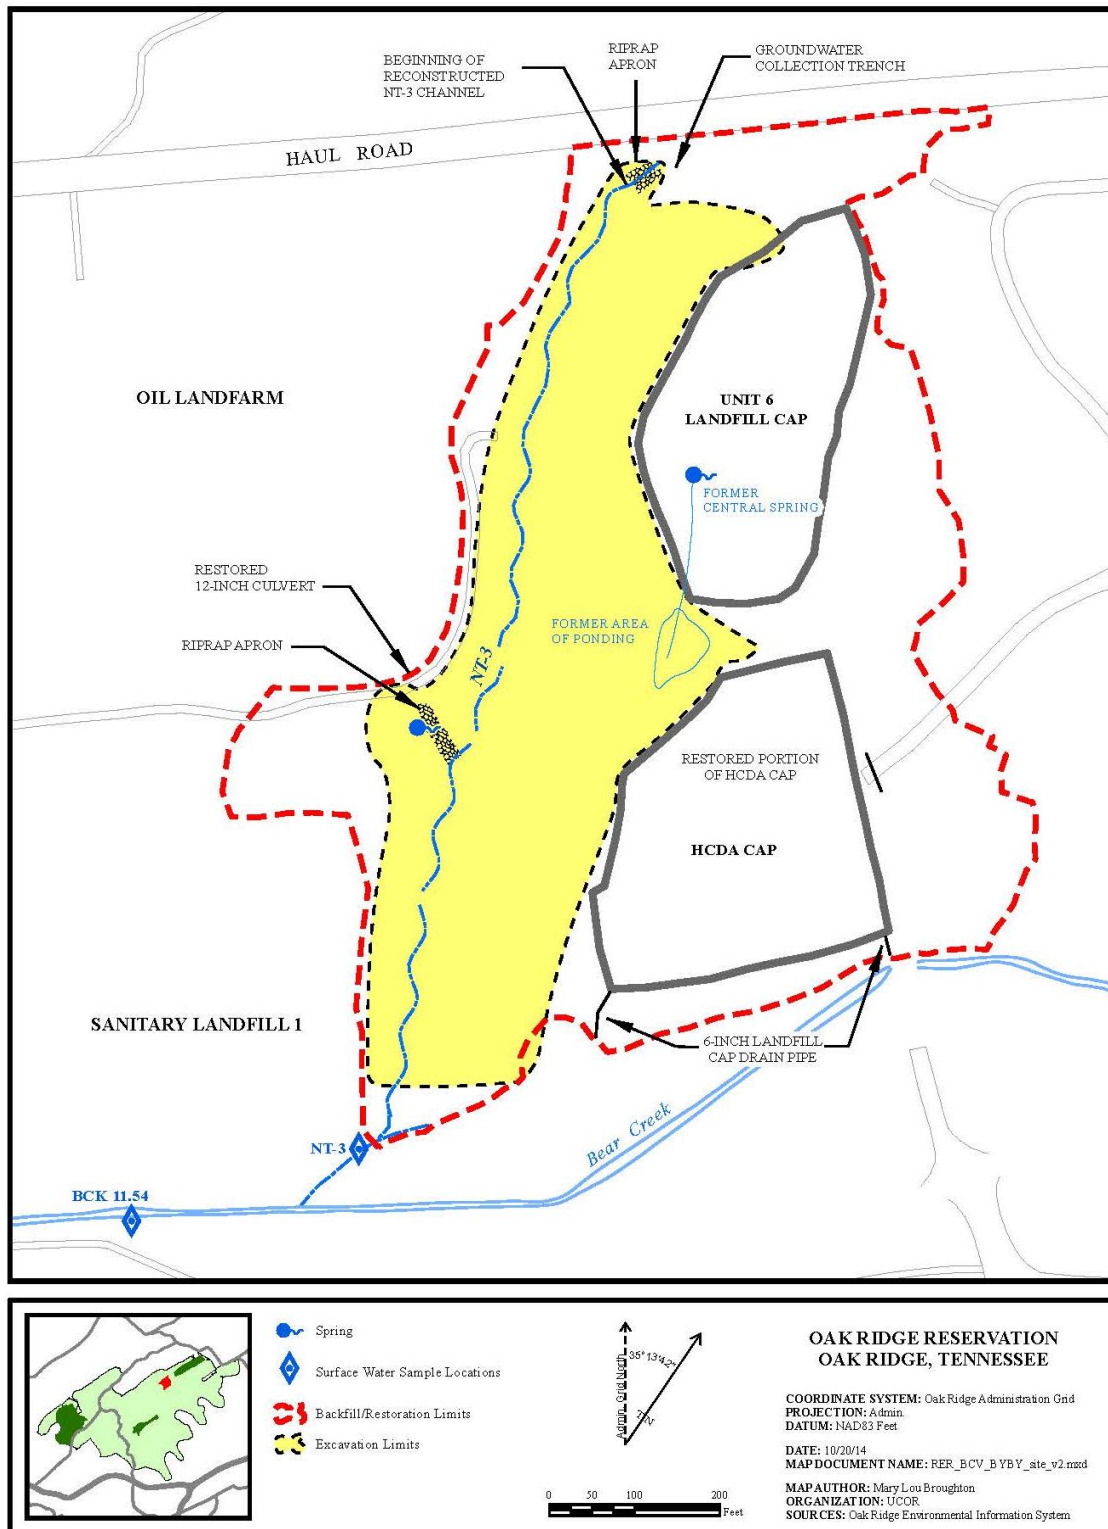 BEGINNING OF
RECONSTRUCTED
NT-3 CHANNEL
RIPRAP
APRON
GROUNDWATER
COLLECTION TRENCH
HAUL ROAD
OIL LANDFARM
UNIT 6
LANDFILL CAP
FORMER
CENTRAL SPRING
RESTORED
12-INCH CULVERT
RIPRAP APRON
FORMER AREA
OF PONDING
NT-3
RESTORED PORTION
OF HCDA CAP
HCDA CAP
SANITARY LANDFILL 1
6-INCH LANDFILL
CAP DRAIN PIPE
Bear Creek
NT-3
BCK 11.54
Spring
Surface Water Sample Locations
Backfill/Restoration Limits
Excavation Limits
Admin. Grid North
35°13'42"
T/N
0 50 100 200
Feet
OAK RIDGE RESERVATION
OAK RIDGE, TENNESSEE
COORDINATE SYSTEM: Oak Ridge Administration Grid
PROJECTION: Admin.
DATUM: NAD83 Feet
DATE: 10/20/14
MAP DOCUMENT NAME: RER_BCV_BYBY_site_v2.mxd
MAP AUTHOR: Mary Lou Broughton
ORGANIZATION: UCOR
SOURCES: Oak Ridge Environmental Information System